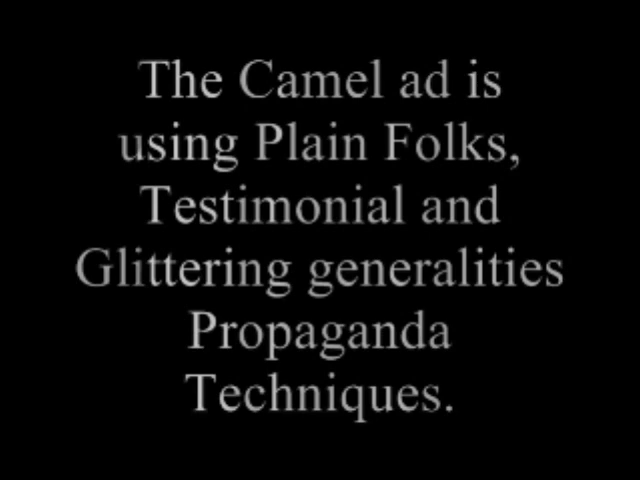 The Camel ad is
using Plain Folks,
Testimonial and
Glittering generalities
Propaganda
Techniques.